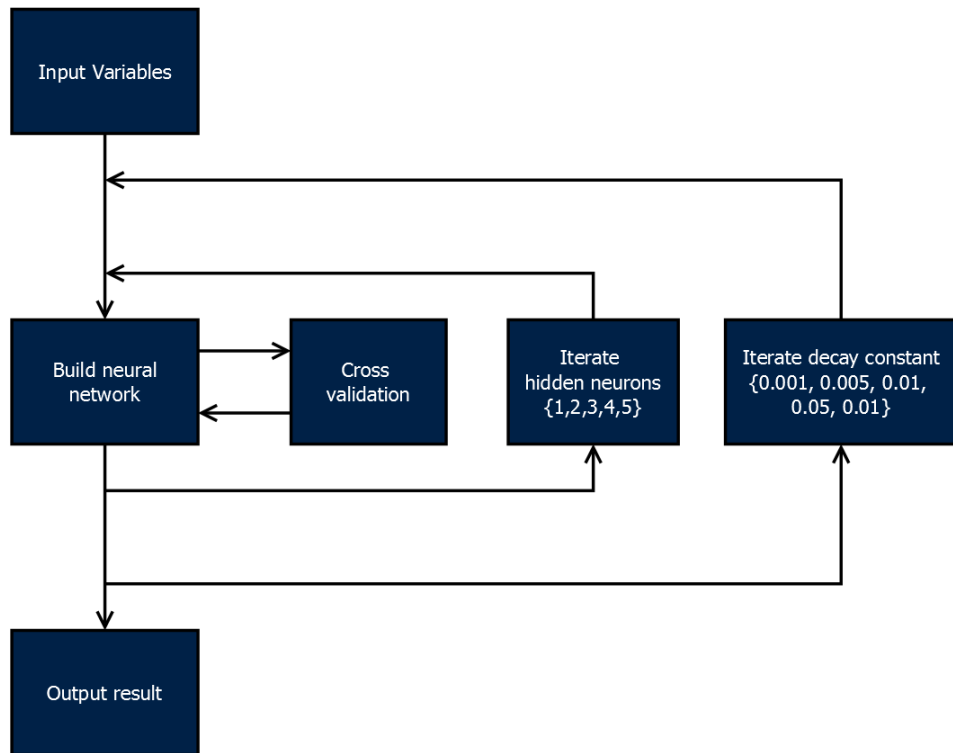 Input Variables
Build neural
network
Cross
validation
Iterate
hidden neurons
{1,2,3,4,5}
Iterate decay constant
{0.001, 0.005, 0.01,
0.05, 0.01}
Output result